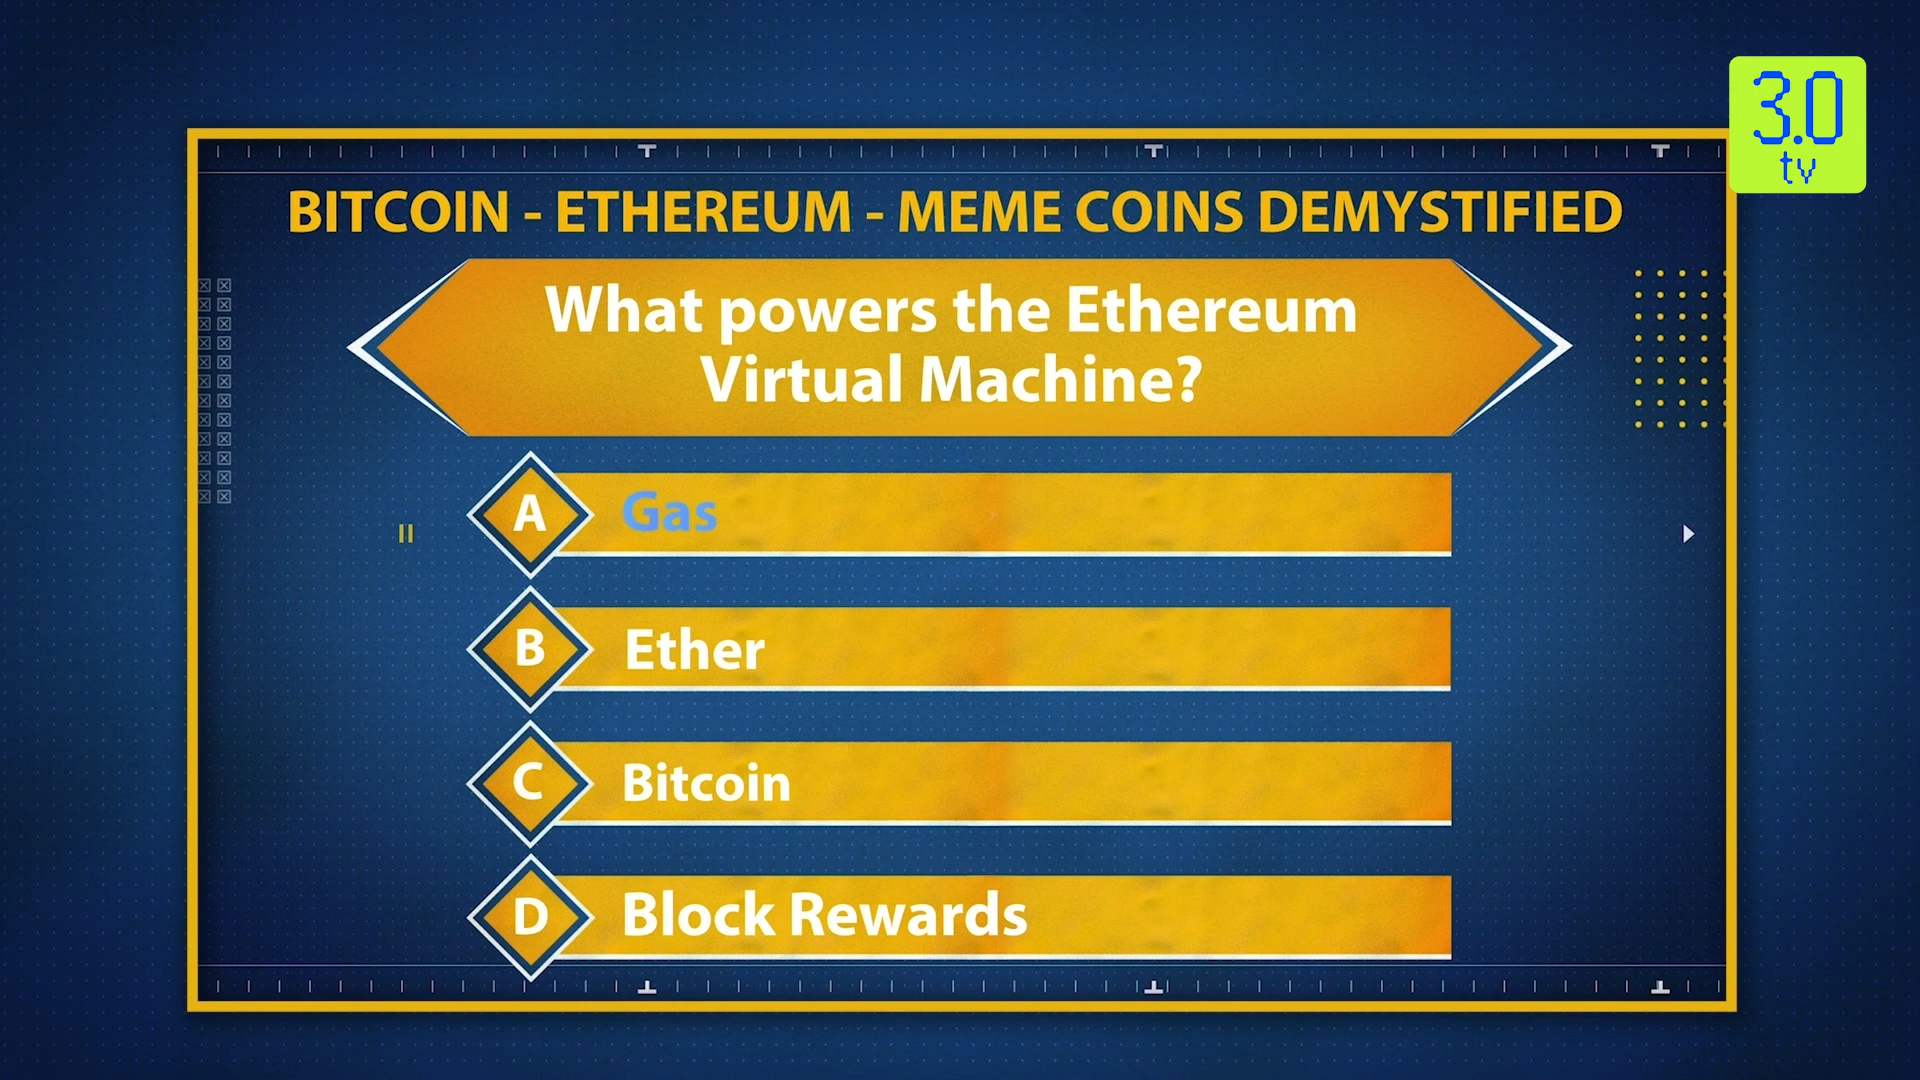 3.0
tv
BITCOIN - ETHEREUM - MEME COINS DEMYSTIFIED
What powers the Ethereum
Virtual Machine?
A Gas
B Ether
C Bitcoin
D Block Rewards